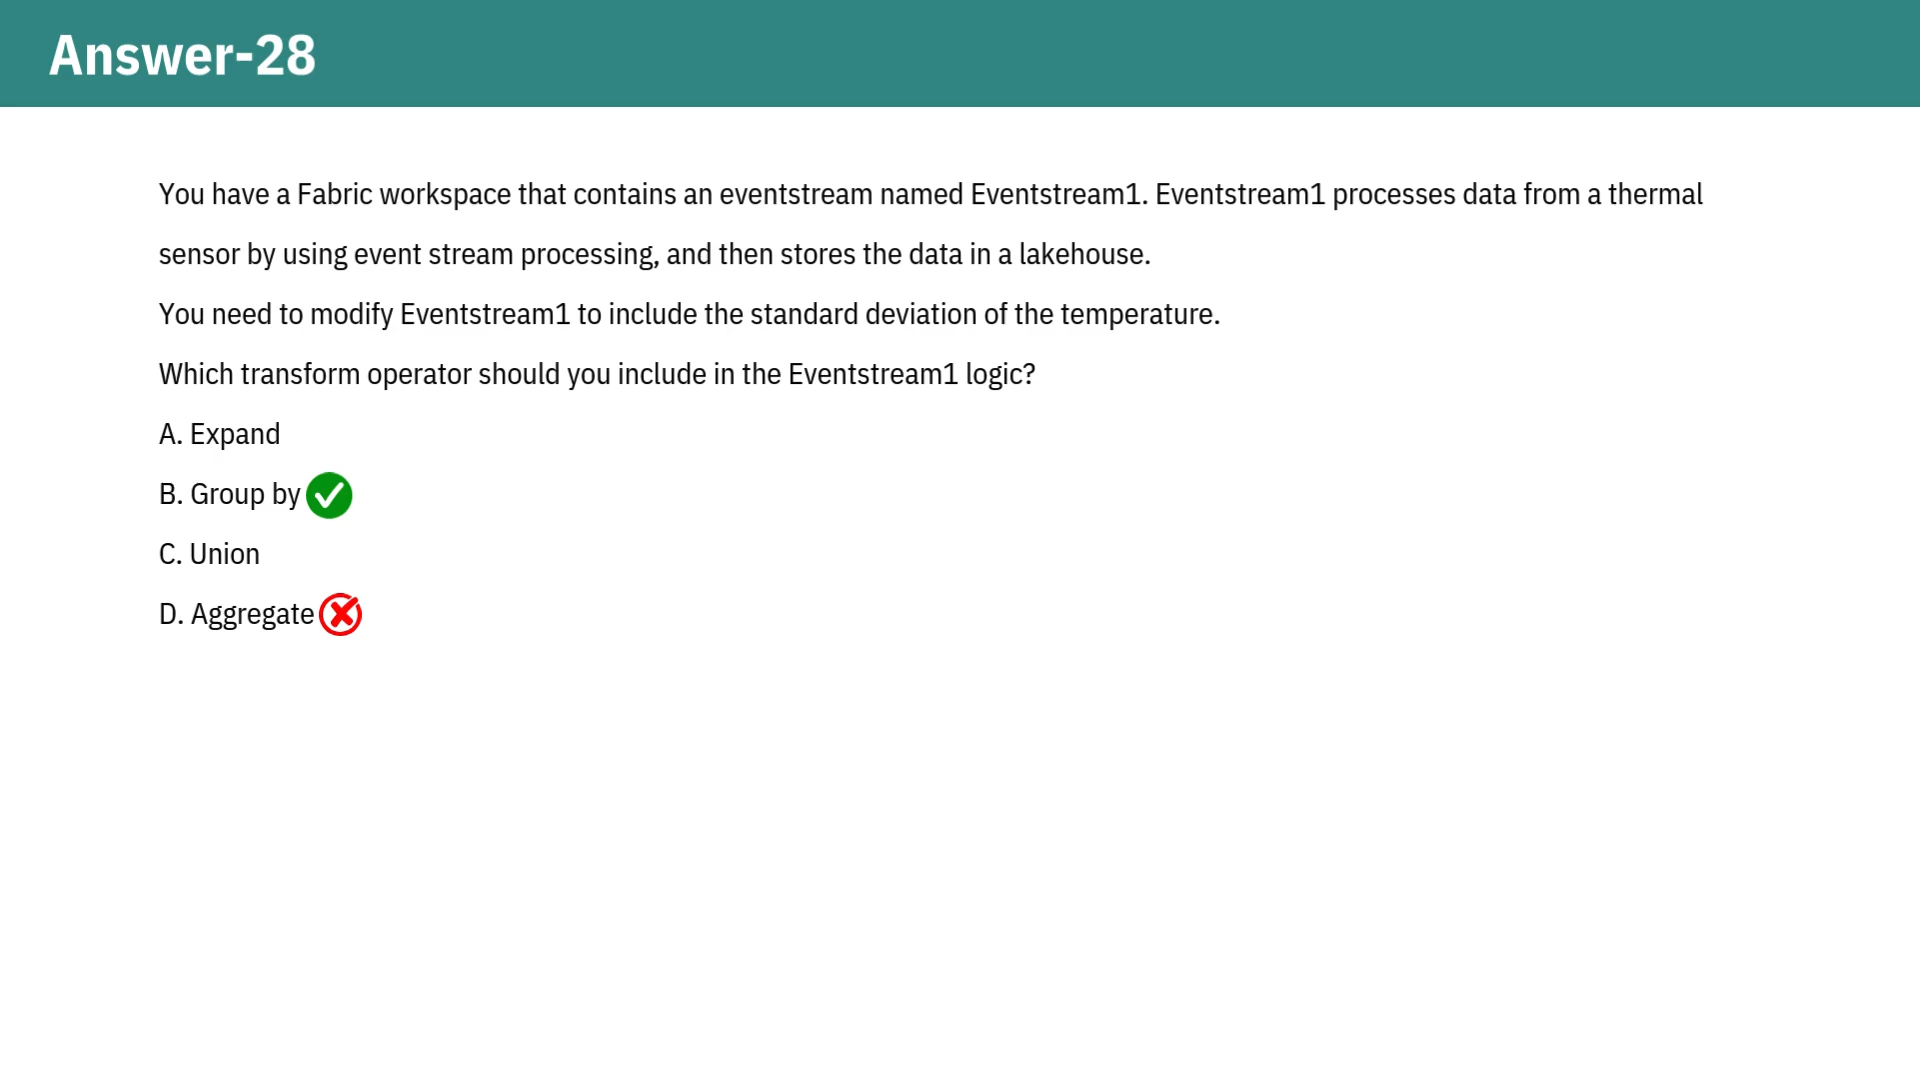 Answer-28
You have a Fabric workspace that contains an eventstream named Eventstream1. Eventstream1 processes data from a thermal
sensor by using event stream processing, and then stores the data in a lakehouse.
You need to modify Eventstream1 to include the standard deviation of the temperature.
Which transform operator should you include in the Eventstream1 logic?
A. Expand
B. Group by
C. Union
D. Aggregate